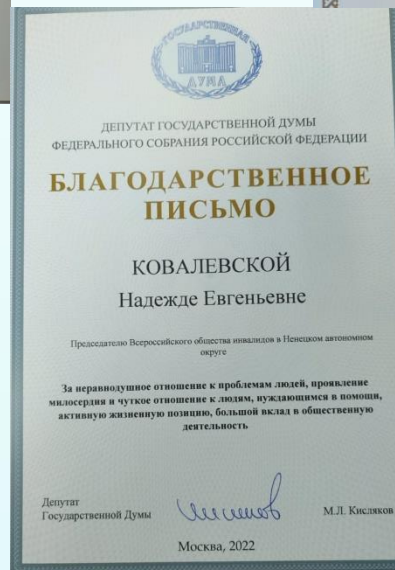 ГОСУДАРСТВЕННАЯ
ДУМА
ДЕПУТАТ ГОСУДАРСТВЕННОЙ ДУМЫ
ФЕДЕРАЛЬНОГО СОБРАНИЯ РОССИЙСКОЙ ФЕДЕРАЦИИ
БЛАГОДАРСТВЕННОЕ
ПИСЬМО
КОВАЛЕВСКОЙ
Надежде Евгеньевне
Председателю Всероссийского общества инвалидов в Ненецком автономном
округе
За неравнодушное отношение к проблемам людей, проявление
милосердия и чуткое отношение к людям, нуждающимся в помощи,
активную жизненную позицию, большой вклад в общественную
деятельность
Депутат
Государственной Думы
М.Л. Кисляков
Москва, 2022